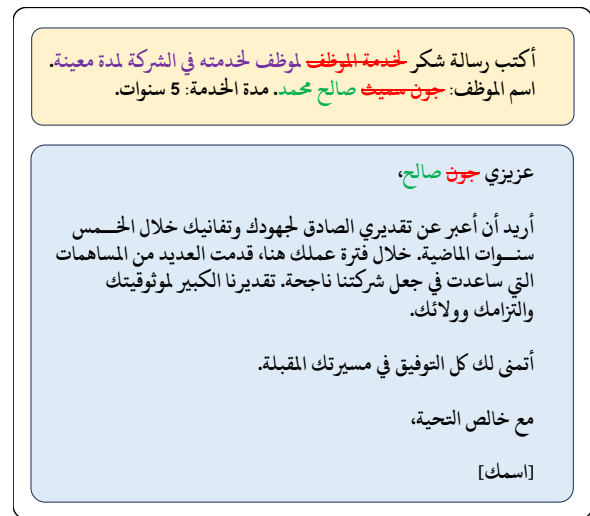 أكتب رسالة شكر لخدمة الموظف لموظف لخدمته في الشركة لمدة معينة.
اسم الموظف: جون سميث صالح محمد. مدة الخدمة: 5 سنوات.
عزيزي جون صالح،
أريد أن أعبر عن تقديري الصادق لجهودك وتفانيك خلال الخمس
سنوات الماضية. خلال فترة عملك هنا، قدمت العديد من المساهمات
التي ساعدت في جعل شركتنا ناجحة. تقديرنا الكبير لموثوقيتك
والتزامك وولائك.
أتمنى لك كل التوفيق في مسيرتك المقبلة.
مع خالص التحية،
[اسمك]